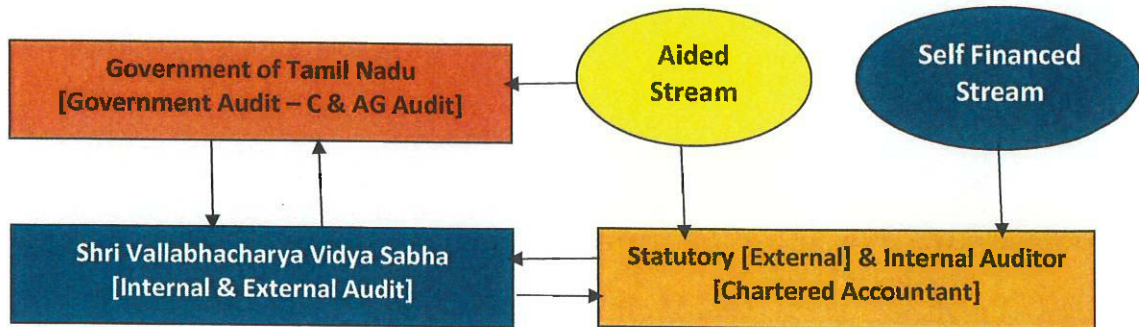 Government of Tamil Nadu
[Government Audit – C & AG Audit]
Aided
Stream
Self Financed
Stream
Shri Vallabhacharya Vidya Sabha
[Internal & External Audit]
Statutory [External] & Internal Auditor
[Chartered Accountant]